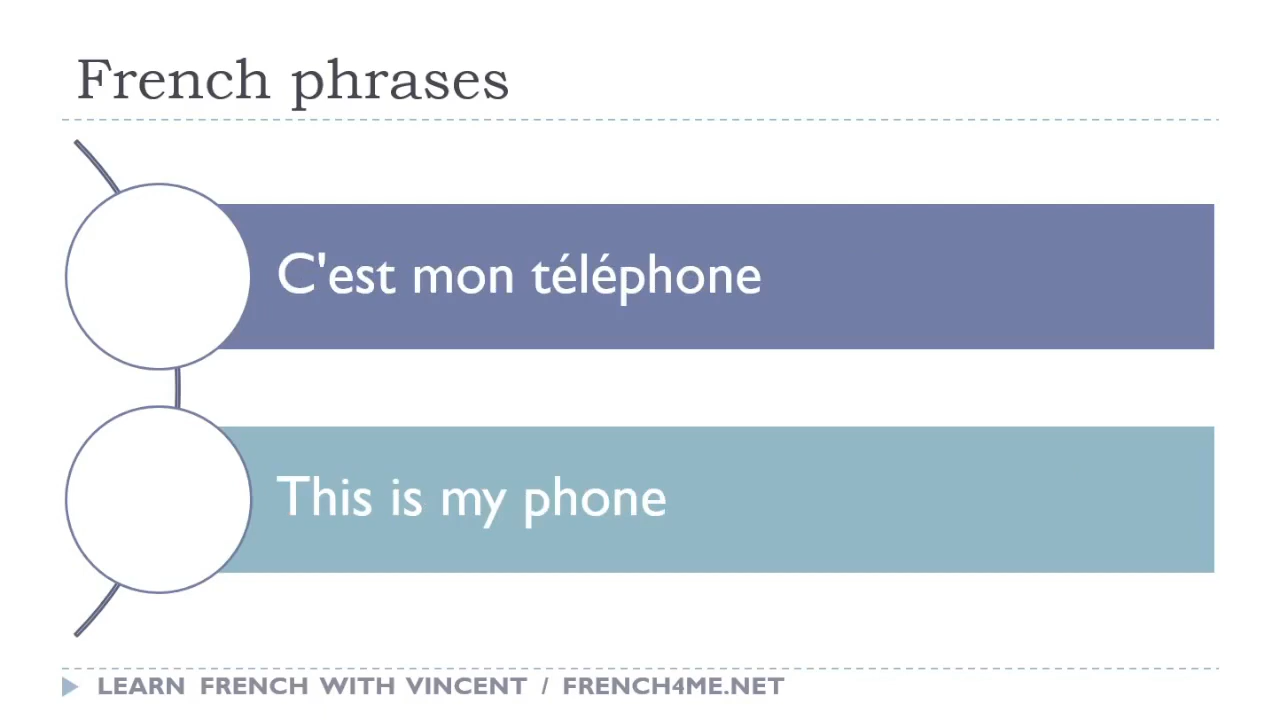 French phrases
C'est mon téléphone
This is my phone
LEARN FRENCH WITH VINCENT / FRENCH4ME.NET